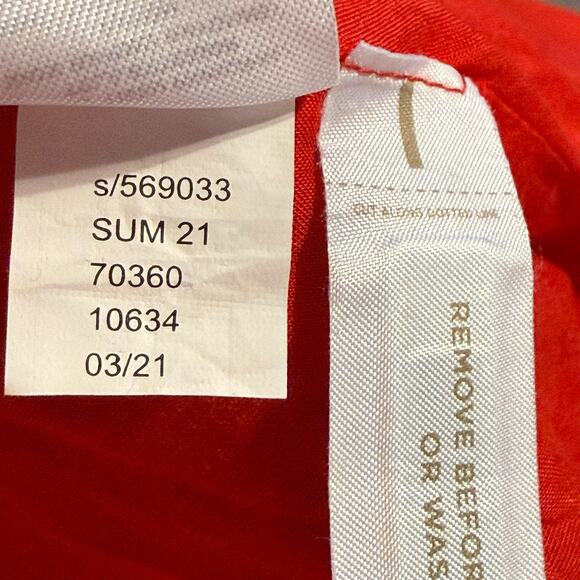 s/569033
SUM 21
70360
10634
03/21
CUT ALONG DOTTED LINE
REMOVE BEFOR
OR WAS